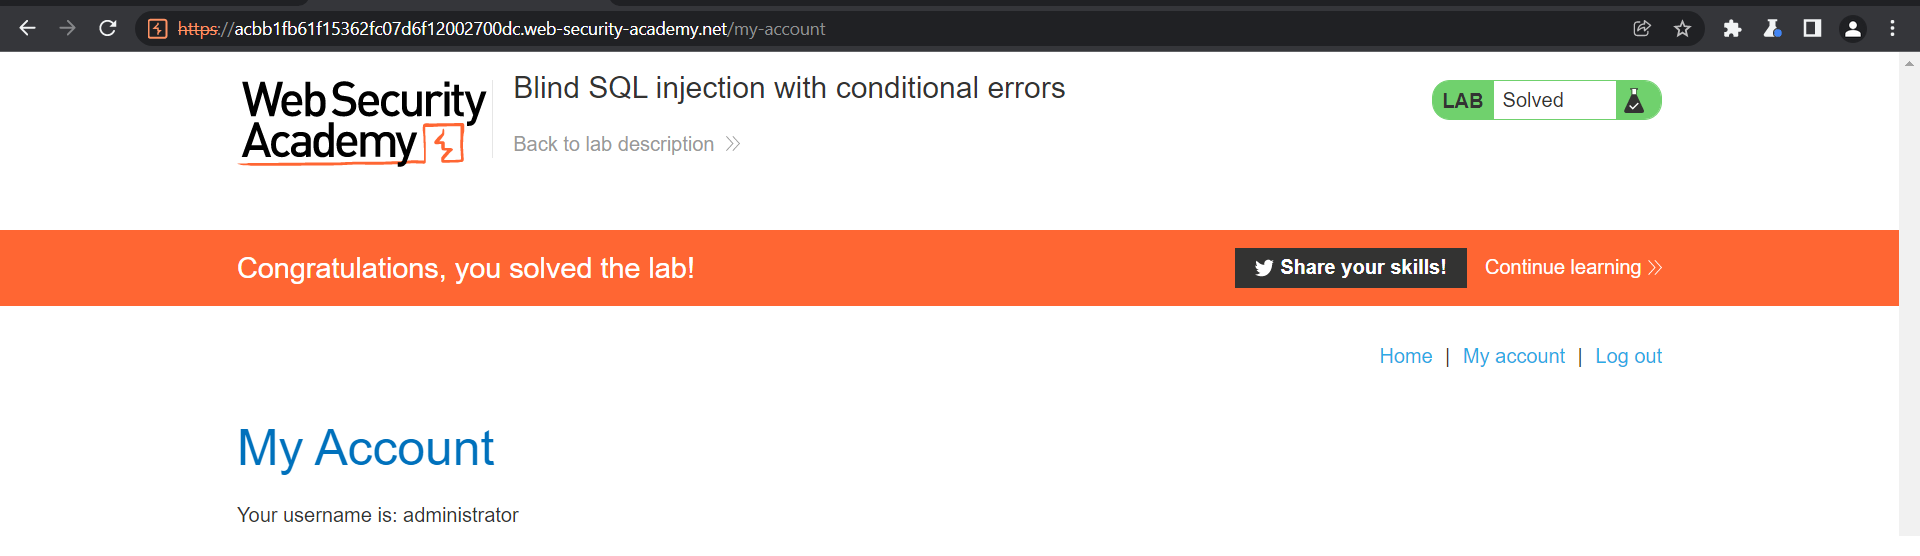 https://acbb1fb61f15362fc07d6f12002700dc.web-security-academy.net/my-account
Web Security
Academy
Blind SQL injection with conditional errors
Back to lab description
LAB Solved
Congratulations, you solved the lab!
Share your skills! Continue learning
Home | My account | Log out
My Account
Your username is: administrator